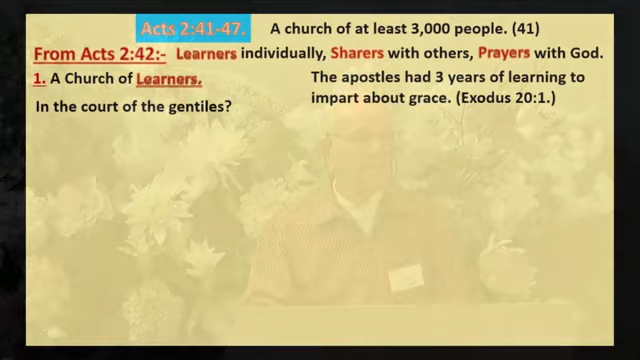 Acts 2:41-47. A church of at least 3,000 people. (41)
From Acts 2:42:- Learners individually, Sharers with others, Prayers with God.
1. A Church of Learners.
In the court of the gentiles?
The apostles had 3 years of learning to
impart about grace. (Exodus 20:1.)